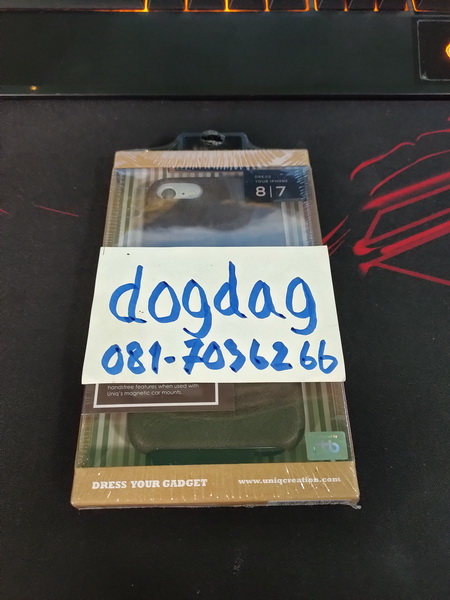 DRESS
YOUR IPHONE
8|7
dogdag
081-7036266
handsfree features when used with
Uniq's magnetic car mounts.
DRESS YOUR GADGET
www.uniqcreation.com